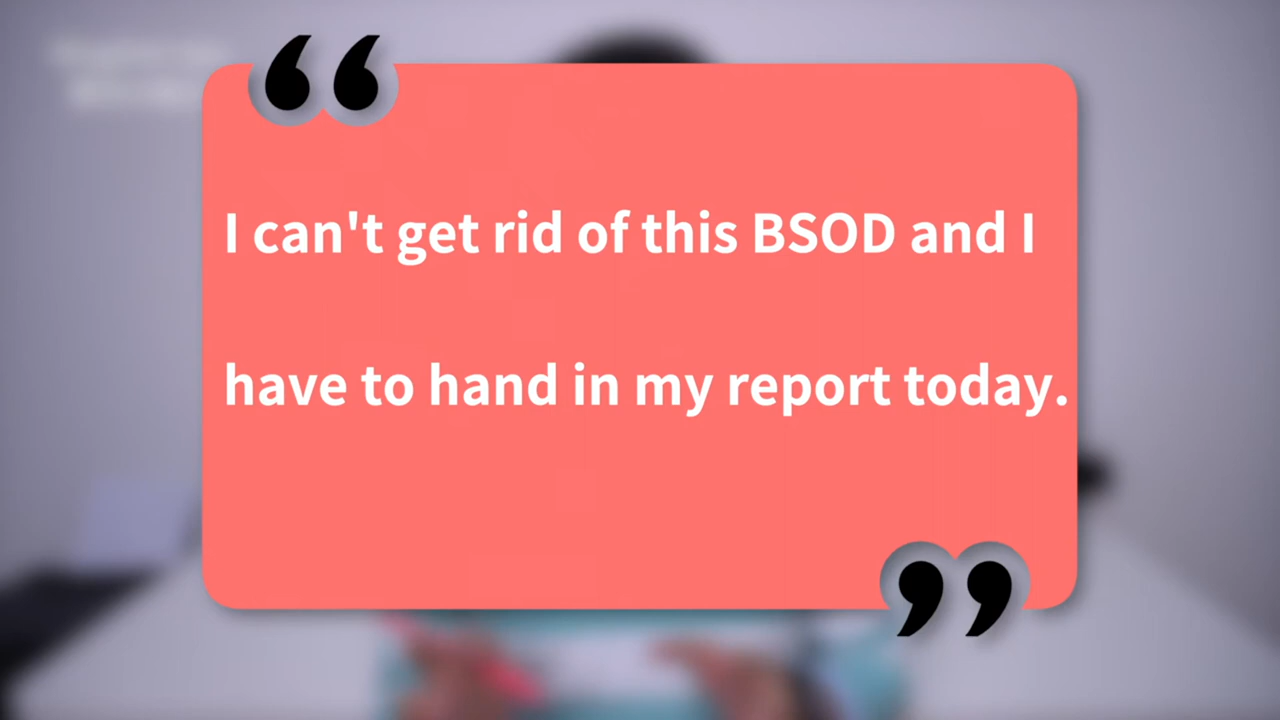 “
I can't get rid of this BSOD and I
have to hand in my report today.
”